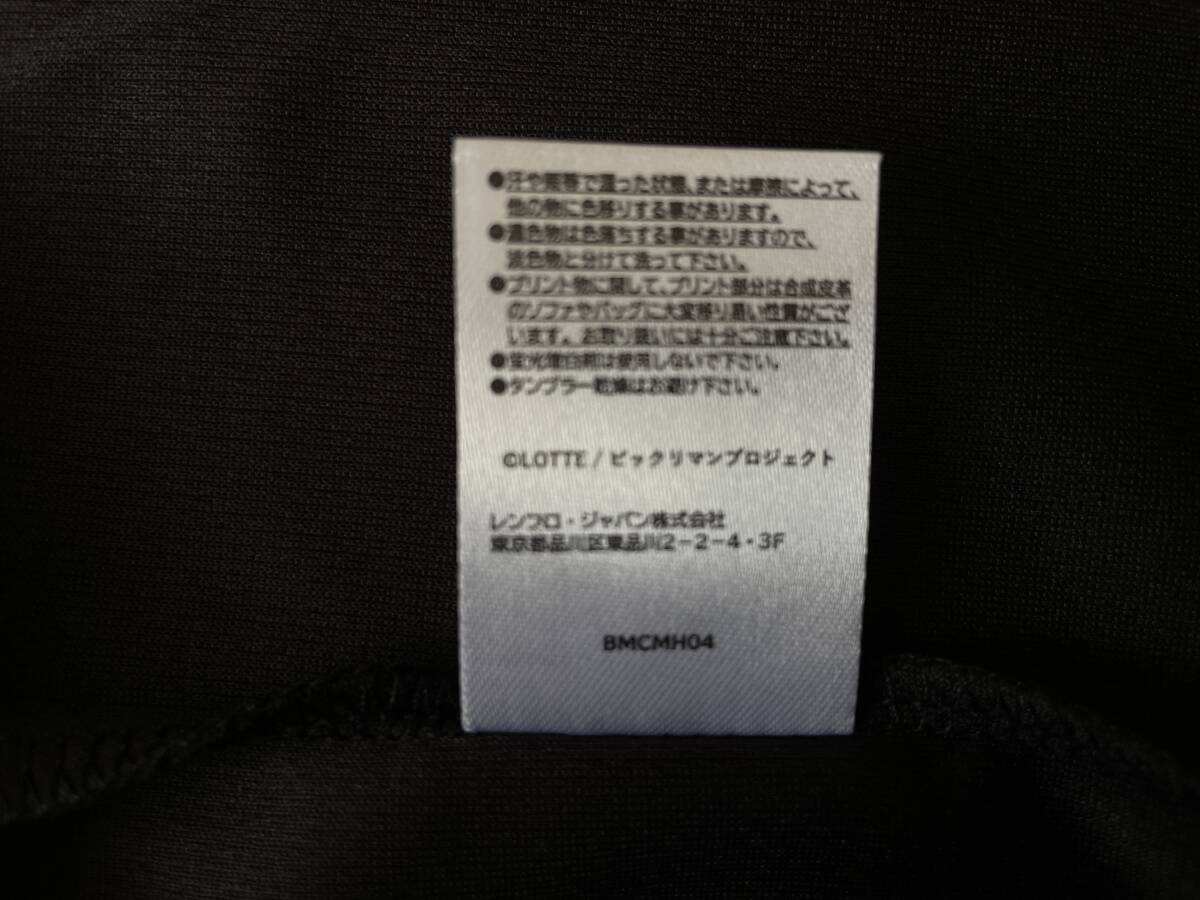 ●汗や雨等で湿った状態、または摩擦によって、
他の物に色移りする事があります。
●濃色物は色落ちする事がありますので、
淡色物と分けて洗って下さい。
●プリント物に関して、プリント部分は合成皮革
のソファやバッグに大変移り易い性質がござ
います。お取り扱いには十分ご注意下さい。
●蛍光増白剤は使用しないで下さい。
●タンブラー乾燥はお避け下さい。
©LOTTE / ビックリマンプロジェクト
レンフロ・ジャパン株式会社
東京都品川区東品川2-2-4・3F
BMCMH04